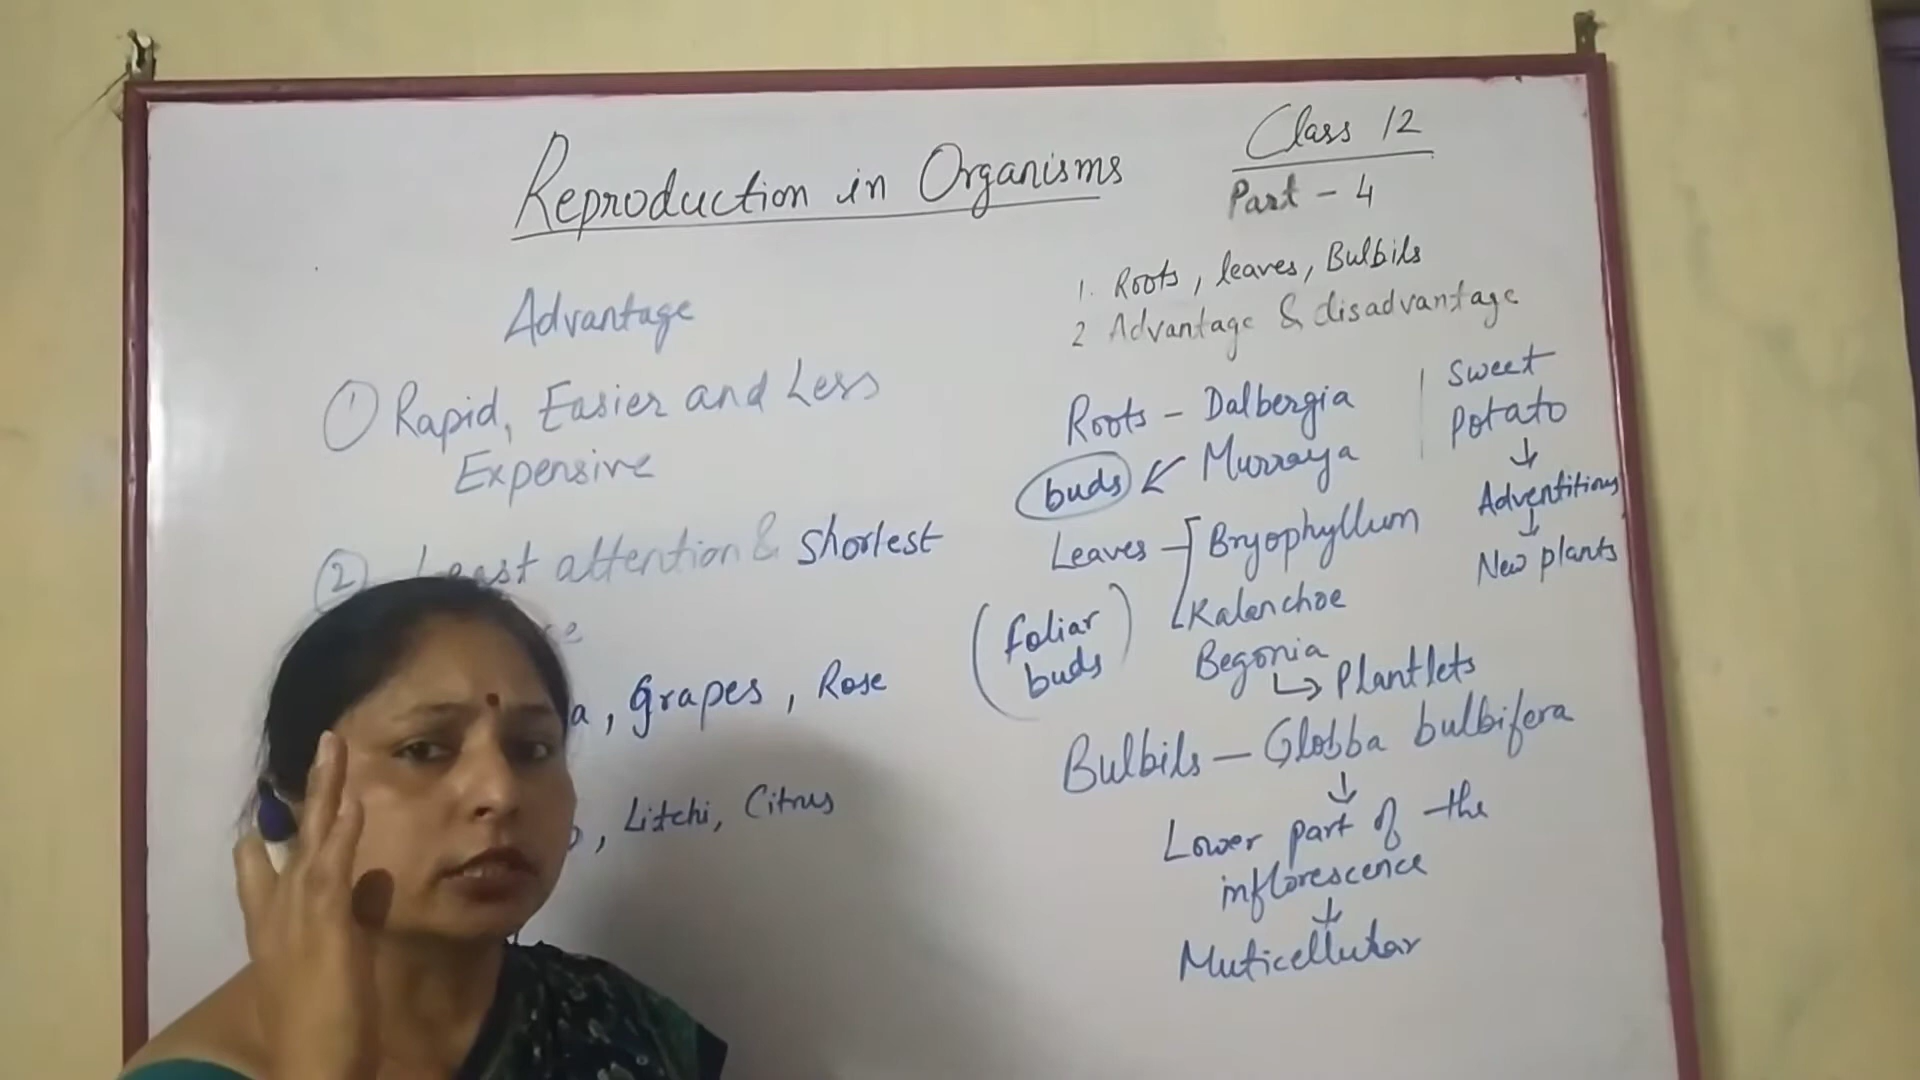 Reproduction in Organisms
Class 12
Part - 4
1. Roots, leaves, Bulbils
2 Advantage & disadvantage
Advantage
① Rapid, Easier and Less
Expensive
② Least attention & shortest
a, Grapes, Rose
, Litchi, Citrus
Roots - Dalbergia
buds ↙ Murraya
Sweet
Potato
↓
Adventitious
↓
New plants
Leaves - Bryophyllum
Kalenchoe
(foliar
buds)
Begonia
↳ Plantlets
Bulbils - Globba bulbifera
↓
Lower part of the
inflorescence
↓
Muticellular